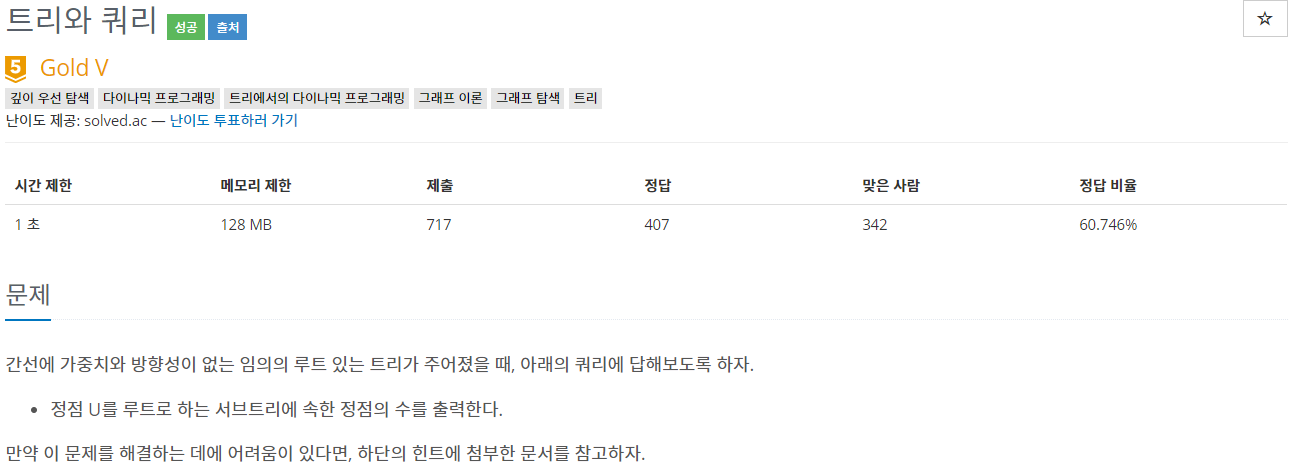 트리와 쿼리 성공 출처
☆
5 Gold V
깊이 우선 탐색 다이나믹 프로그래밍 트리에서의 다이나믹 프로그래밍 그래프 이론 그래프 탐색 트리
난이도 제공: solved.ac — 난이도 투표하러 가기
시간 제한 메모리 제한 제출 정답 맞은 사람 정답 비율
1 초 128 MB 717 407 342 60.746%
문제
간선에 가중치와 방향성이 없는 임의의 루트 있는 트리가 주어졌을 때, 아래의 쿼리에 답해보도록 하자.
• 정점 U를 루트로 하는 서브트리에 속한 정점의 수를 출력한다.
만약 이 문제를 해결하는 데에 어려움이 있다면, 하단의 힌트에 첨부한 문서를 참고하자.